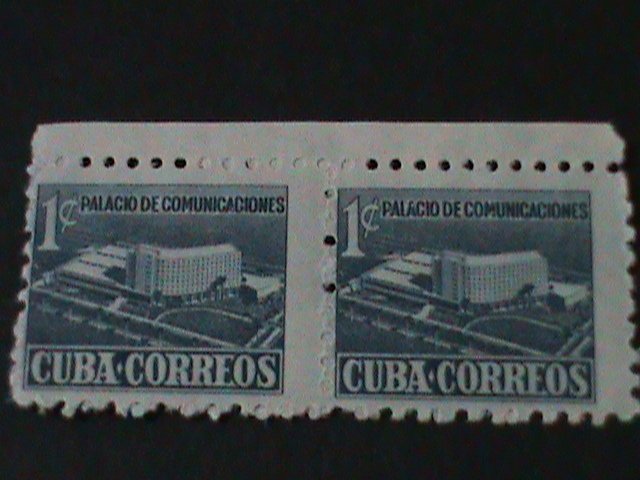 1¢ PALACIO DE COMUNICACIONES
CUBA·CORREOS
1¢ PALACIO DE COMUNICACIONES
CUBA·CORREOS